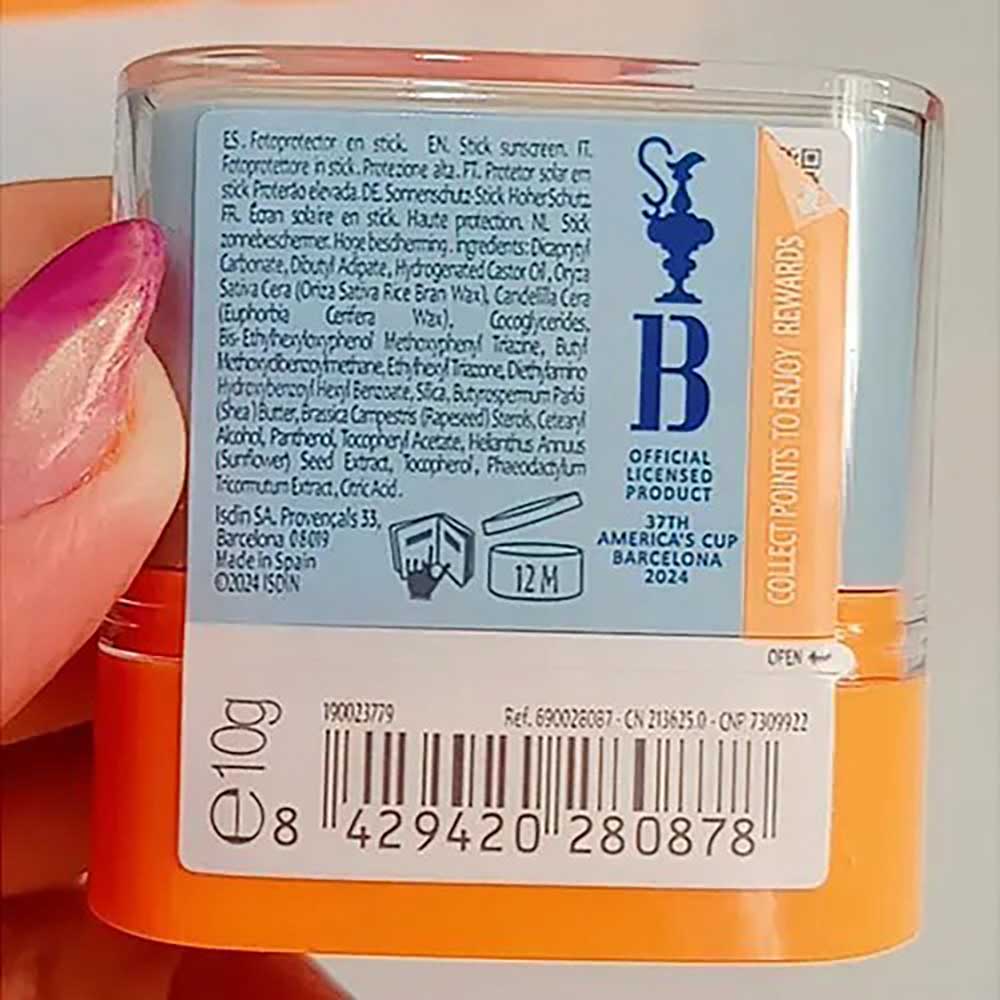 ES. Fotoprotector en stick. EN. Stick sunscreen. IT.
Fotoprotettore in stick. Protezione alta. PT. Protetor solar em
stick Proterão elevada. DE. Sonnenschutz-Stick Hoher Schutz
FR. Écran solaire en stick. Haute protection. NL. Stick
zonnebeschermer. Hoge bescherming. ingredients: Dicaprylyl
Carbonate, Dibutyl Adipate, Hydrogenated Castor Oil, Oryza
Sativa Cera (Oriza Sativa Rice Bran Wax), Candelilla Cera
(Euphorbia Cerifera Wax), Cocoglycerides,
Bis-Ethylhexyloxyphenol Methoxyphenyl Triazine, Butyl
Methoxydibenzoylmethane, Ethylhexyl Triazone, Diethylamino
Hydroxybenzoyl Hexyl Benzoate, Silica, Butyrospermum Parkii
(Shea) Butter, Brassica Campestris (Rapeseed) Sterols, Cetearyl
Alcohol, Panthenol, Tocopheryl Acetate, Helianthus Annuus
(Sunflower) Seed Extract, Tocopherol, Phaeodactylum
Tricornutum Extract, Citric Acid.
Isdin SA. Provençals 33,
Barcelona 08019
Made in Spain
©2024 ISDIN
12 M
B
OFFICIAL
LICENSED
PRODUCT
37TH
AMERICA'S CUP
BARCELONA
2024
COLLECT POINTS TO ENJOY REWARDS
OPEN
e 10g
190023779
Ref. 690028087 - CN 213625.0 - CNP 7309922
8 429420 280878